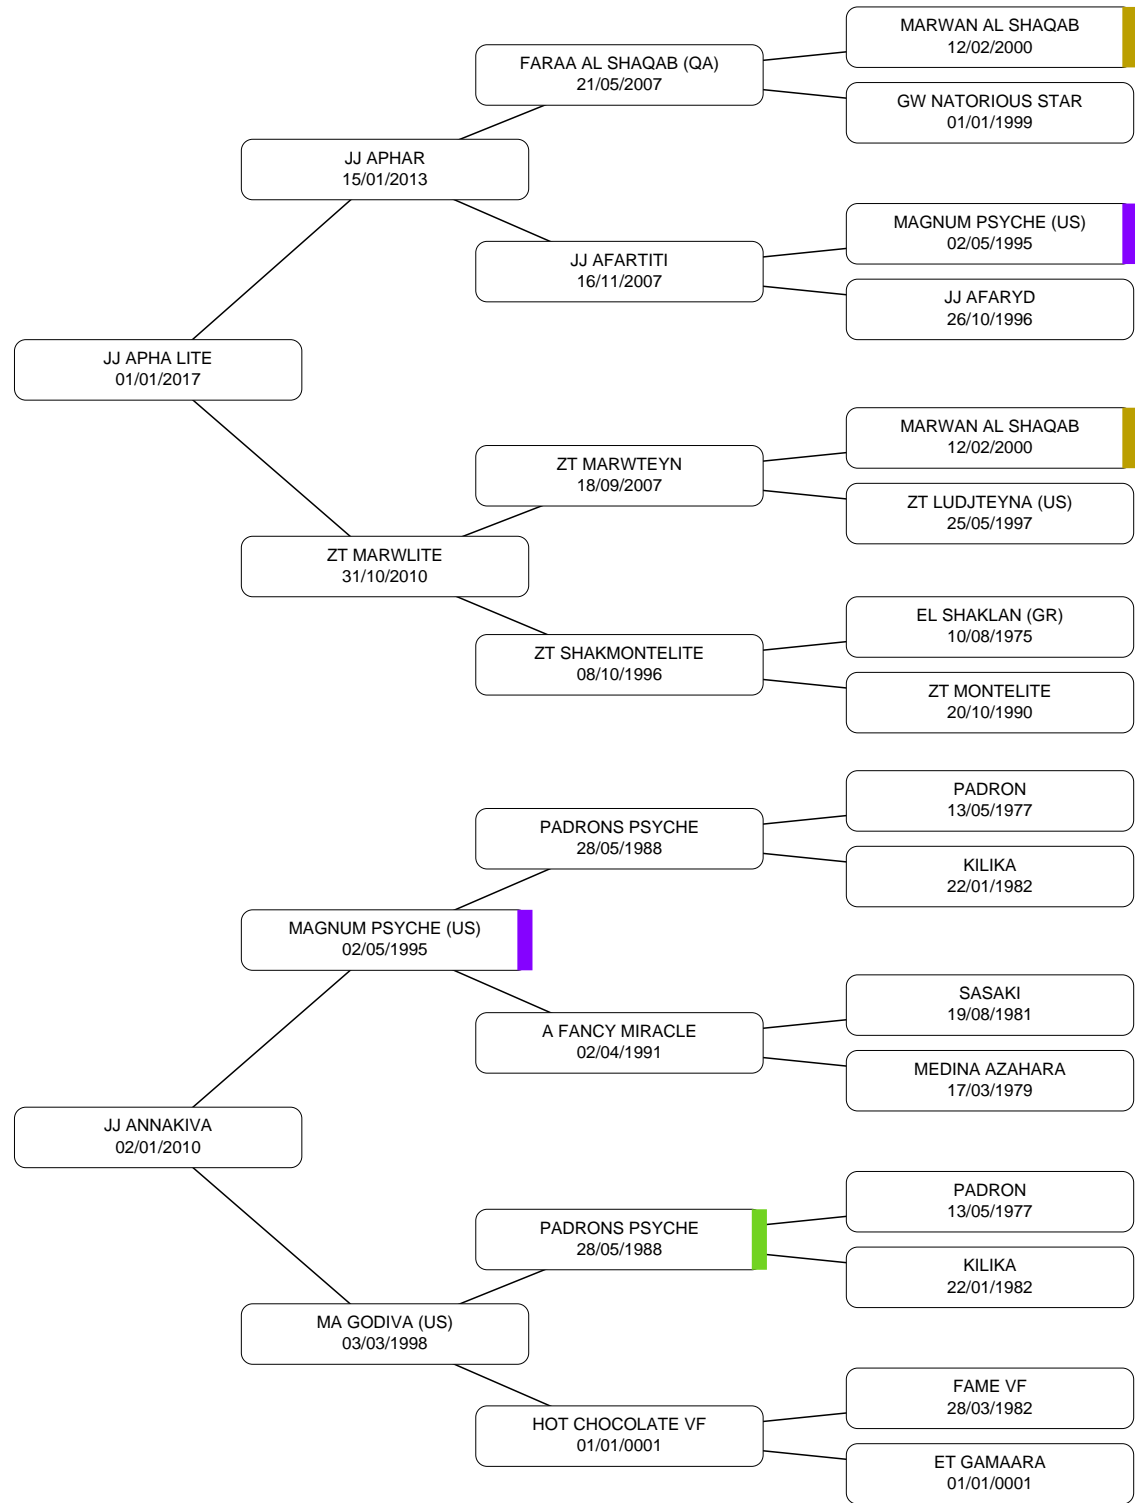 MARWAN AL SHAQAB
12/02/2000
FARAA AL SHAQAB (QA)
21/05/2007
GW NATORIOUS STAR
01/01/1999
JJ APHAR
15/01/2013
MAGNUM PSYCHE (US)
02/05/1995
JJ AFARTITI
16/11/2007
JJ AFARYD
26/10/1996
JJ APHA LITE
01/01/2017
MARWAN AL SHAQAB
12/02/2000
ZT MARWTEYN
18/09/2007
ZT LUDJTEYNA (US)
25/05/1997
ZT MARWLITE
31/10/2010
EL SHAKLAN (GR)
10/08/1975
ZT SHAKMONTELITE
08/10/1996
ZT MONTELITE
20/10/1990
PADRON
13/05/1977
PADRONS PSYCHE
28/05/1988
KILIKA
22/01/1982
MAGNUM PSYCHE (US)
02/05/1995
SASAKI
19/08/1981
A FANCY MIRACLE
02/04/1991
MEDINA AZAHARA
17/03/1979
JJ ANNAKIVA
02/01/2010
PADRON
13/05/1977
PADRONS PSYCHE
28/05/1988
KILIKA
22/01/1982
MA GODIVA (US)
03/03/1998
FAME VF
28/03/1982
HOT CHOCOLATE VF
01/01/0001
ET GAMAARA
01/01/0001